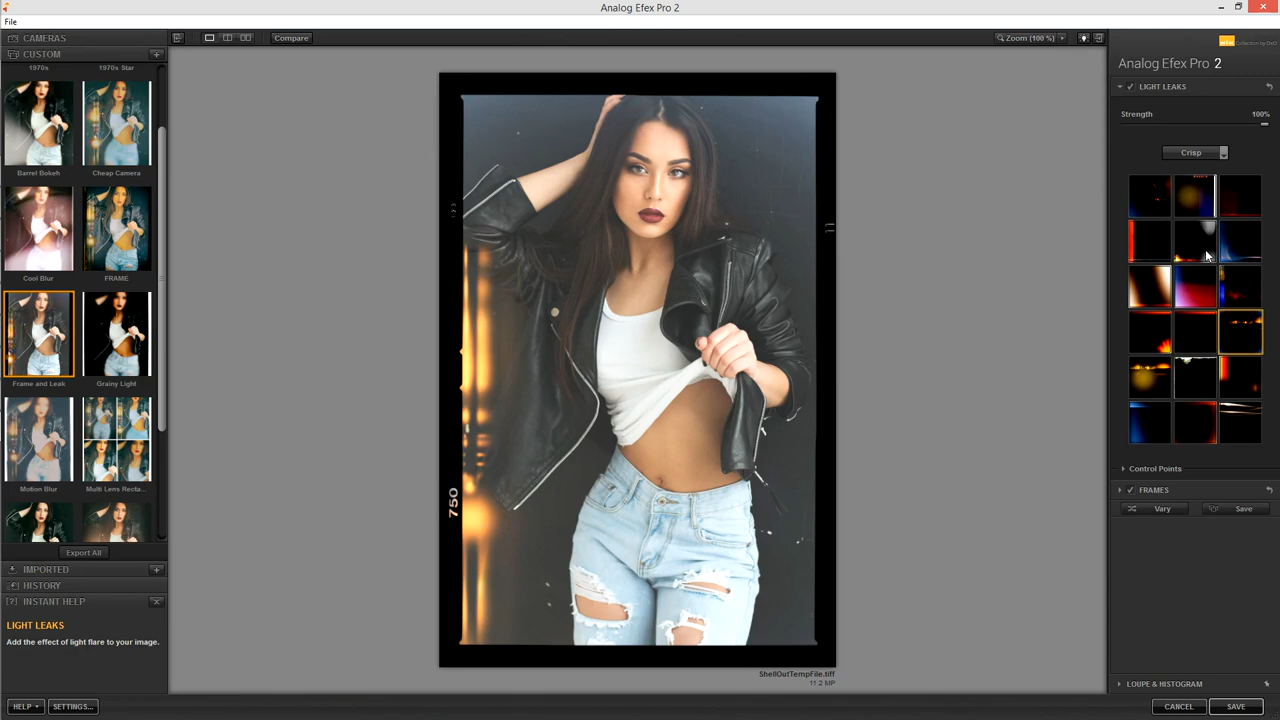 Analog Efex Pro 2
File
CAMERAS
CUSTOM
Compare
Zoom (100 %)
Collection by DxO
Analog Efex Pro 2
1970s
1970s Star
LIGHT LEAKS
Strength
100%
Crisp
Barrel Bokeh
Cheap Camera
Cool Blur
FRAME
Frame and Leak
Grainy Light
Motion Blur
Multi Lens Recta...
750
Control Points
FRAMES
Vary
Save
Export All
IMPORTED
HISTORY
[?] INSTANT HELP
LIGHT LEAKS
Add the effect of light flare to your image.
ShellOutTempFile.tiff
11.2 MP
LOUPE & HISTOGRAM
HELP
SETTINGS...
CANCEL
SAVE